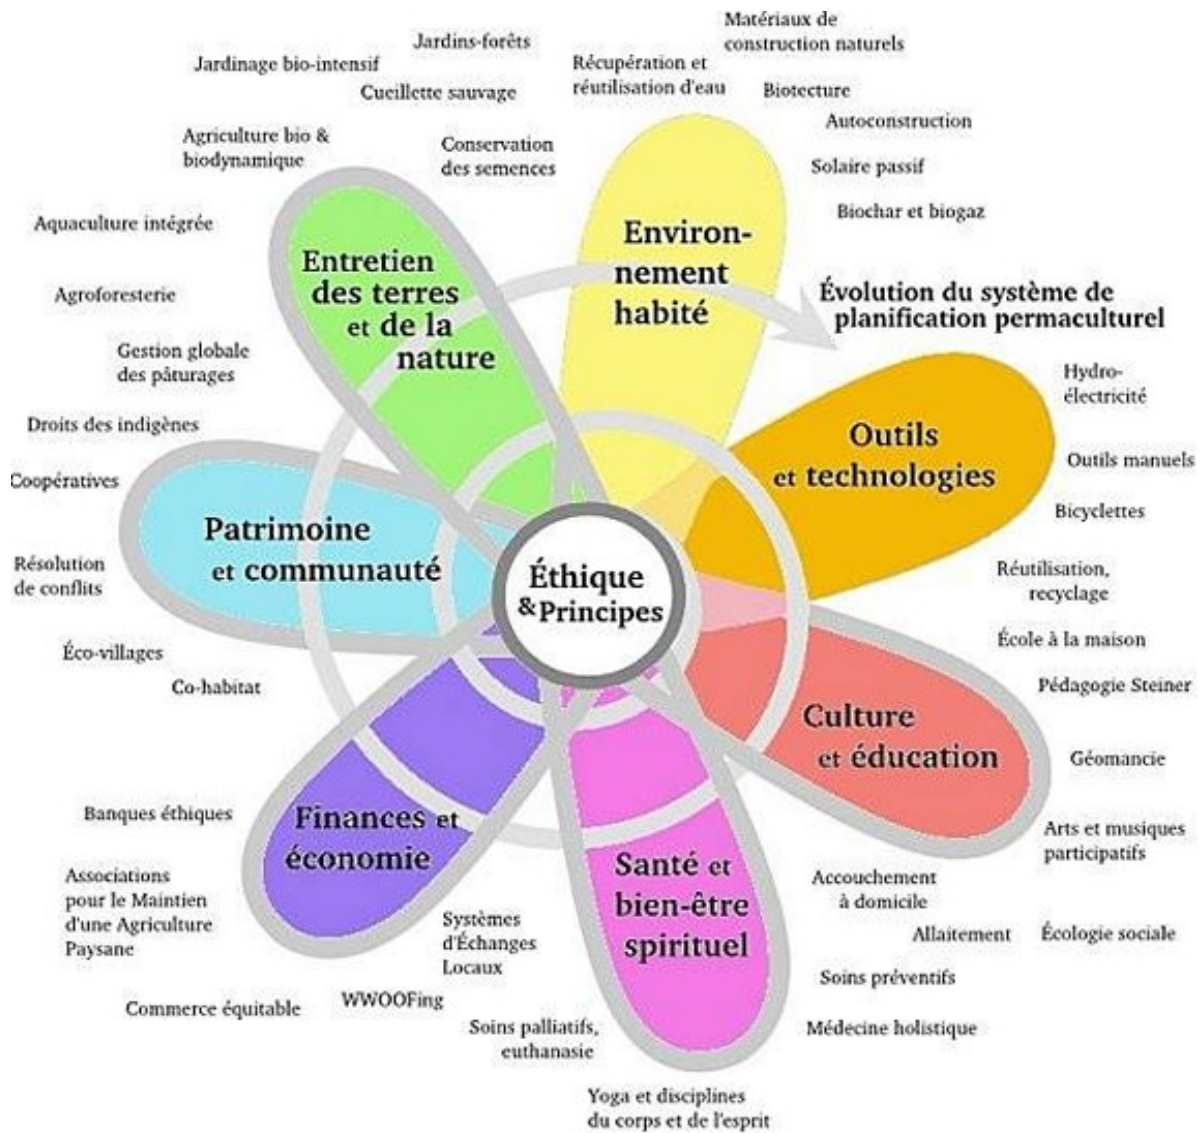 Matériaux de
construction naturels
Jardins-forêts
Récupération et
réutilisation d'eau
Jardinage bio-intensif
Cueillette sauvage
Biotecture
Autoconstruction
Agriculture bio &
biodynamique
Conservation
des semences
Solaire passif
Biochar et biogaz
Aquaculture intégrée
Environ-
nement
habité
Entretien
des terres
et de la
nature
Agroforesterie
Évolution du système de
planification permaculturel
Gestion globale
des pâturages
Hydro-
électricité
Droits des indigènes
Outils
et technologies
Outils manuels
Coopératives
Bicyclettes
Patrimoine
et communauté
Résolution
de conflits
Éthique
&Principes
Réutilisation,
recyclage
École à la maison
Éco-villages
Co-habitat
Pédagogie Steiner
Culture
et éducation
Géomancie
Banques éthiques
Finances et
économie
Arts et musiques
participatifs
Santé et
bien-être
spirituel
Associations
pour le Maintien
d'une Agriculture
Paysane
Accouchement
à domicile
Systèmes
d'Échanges
Locaux
Allaitement
Écologie sociale
Soins préventifs
Commerce équitable
WWOOFing
Soins palliatifs,
euthanasie
Médecine holistique
Yoga et disciplines
du corps et de l'esprit